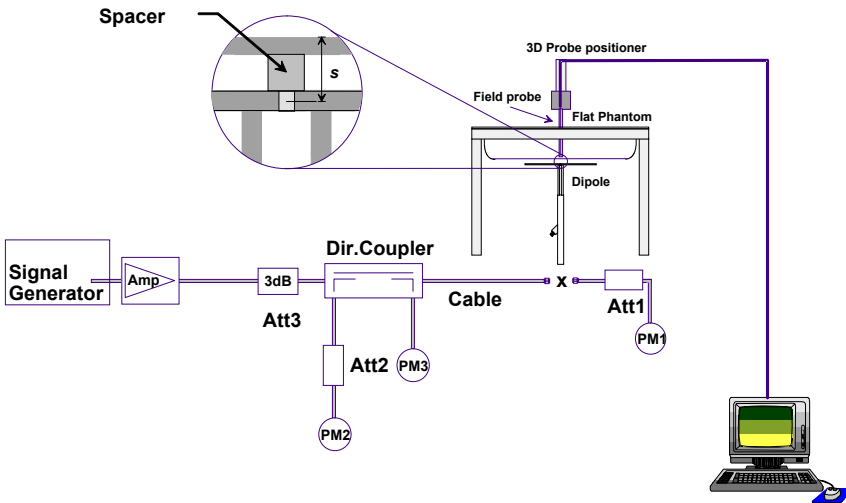 Spacer
s
3D Probe positioner
Field probe
Flat Phantom
Dipole
Signal
Generator
Amp
3dB
Att3
Dir.Coupler
Cable
x
Att1
PM1
Att2
PM3
PM2